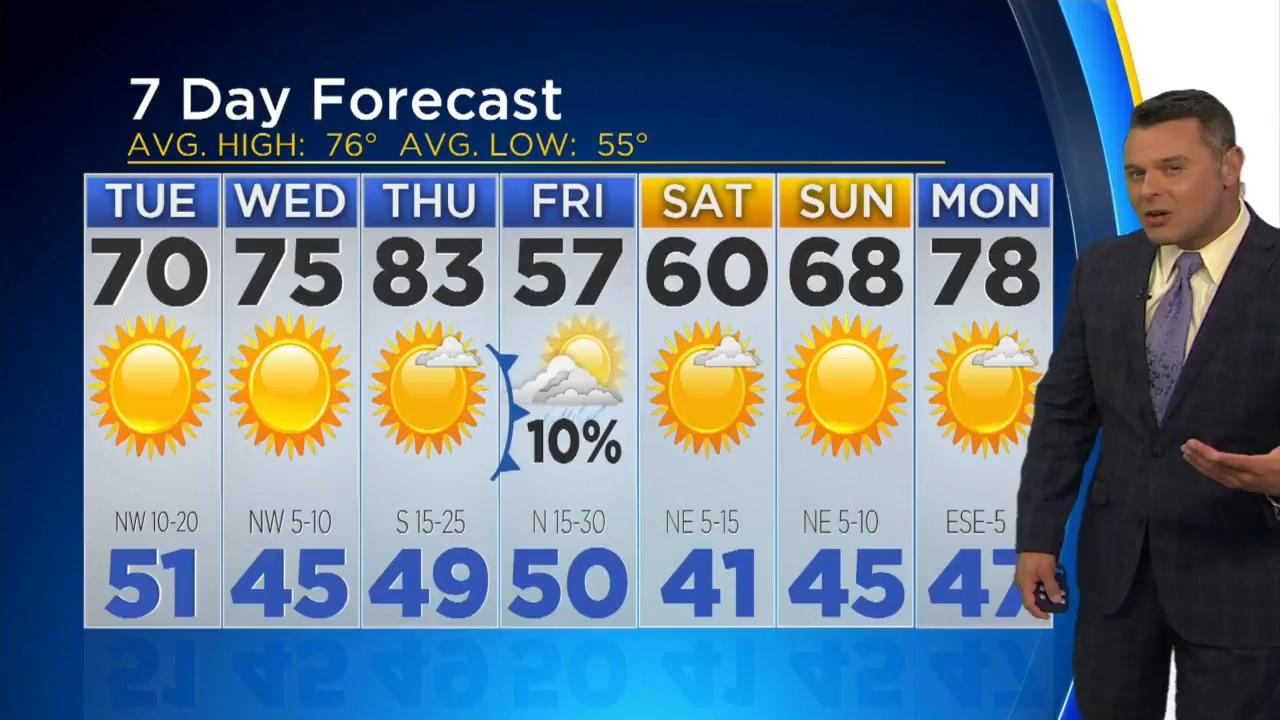 7 Day Forecast
AVG. HIGH: 76° AVG. LOW: 55°
TUE WED THU FRI SAT SUN MON
70 75 83 57 60 68 78
10%
NW 10-20 NW 5-10 S 15-25 N 15-30 NE 5-15 NE 5-10 ESE-5
51 45 49 50 41 45 47